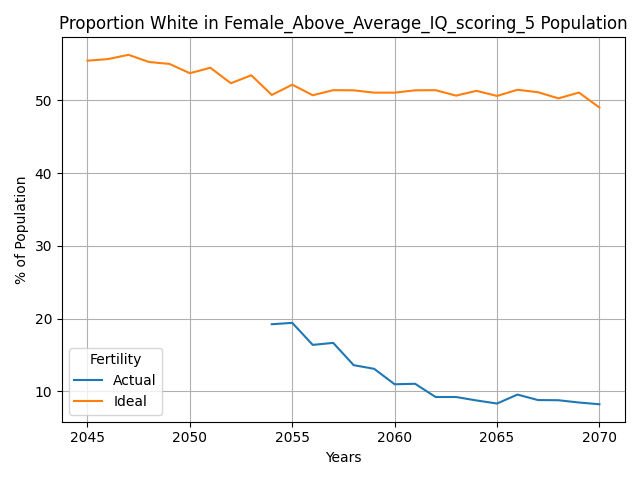 Proportion White in Female_Above_Average_IQ_scoring_5 Population
% of Population
50
40
30
20
10
Fertility
Actual
Ideal
2045 2050 2055 2060 2065 2070
Years